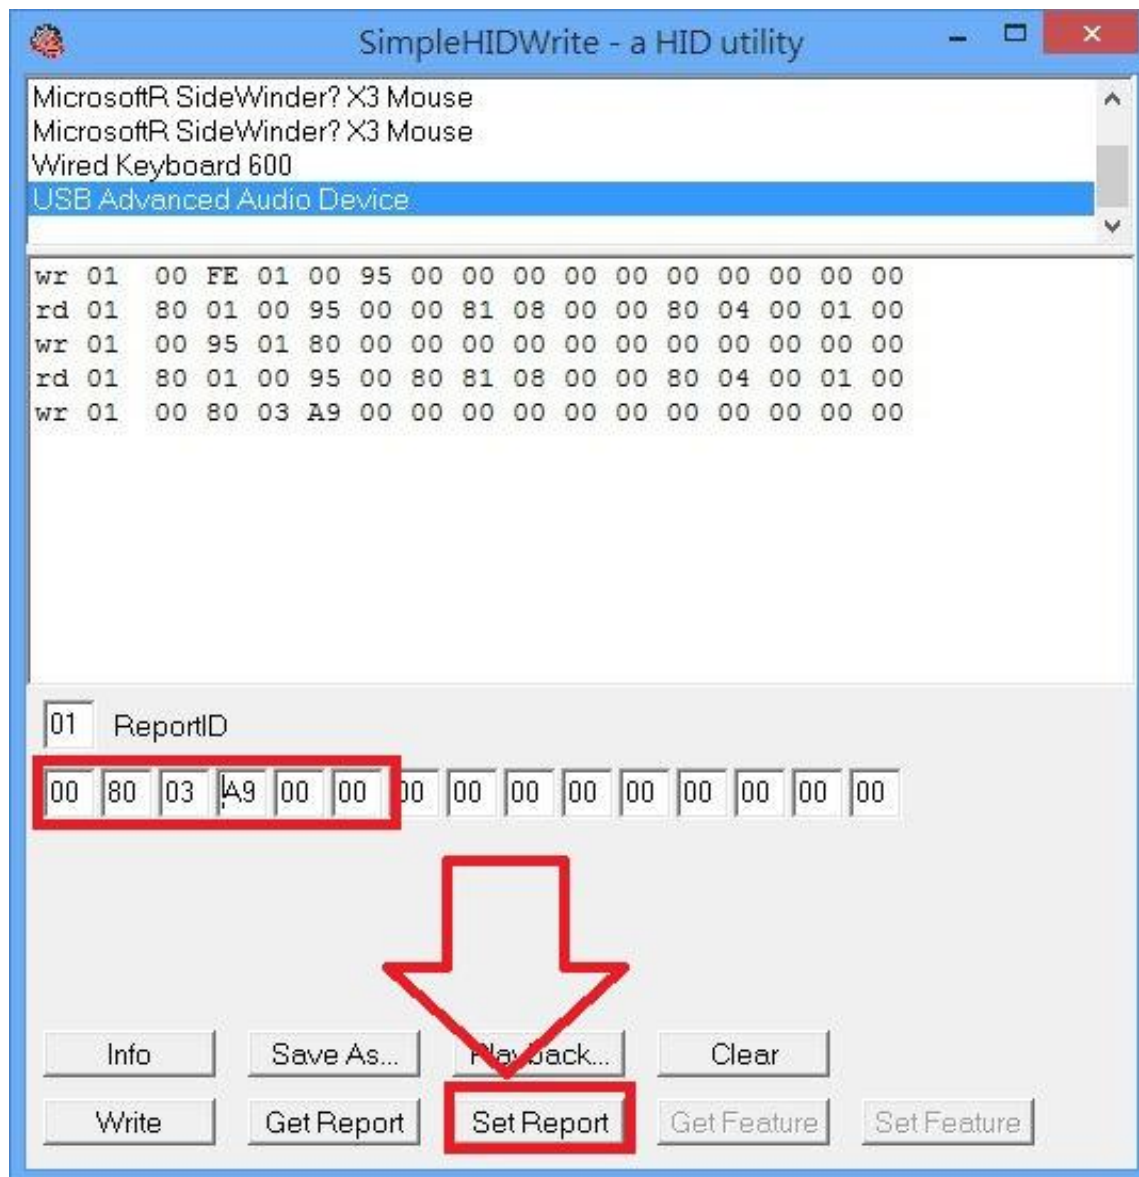 SimpleHIDWrite - a HID utility
MicrosoftR SideWinder? X3 Mouse
MicrosoftR SideWinder? X3 Mouse
Wired Keyboard 600
USB Advanced Audio Device
wr 01 00 FE 01 00 95 00 00 00 00 00 00 00 00 00 00
rd 01 80 01 00 95 00 00 81 08 00 00 80 04 00 01 00
wr 01 00 95 01 80 00 00 00 00 00 00 00 00 00 00 00
rd 01 80 01 00 95 00 80 81 08 00 00 80 04 00 01 00
wr 01 00 80 03 A9 00 00 00 00 00 00 00 00 00 00 00
01 ReportID
00 80 03 A9 00 00 00 00 00 00 00 00 00 00 00
Info Save As... Playback... Clear
Write Get Report Set Report Get Feature Set Feature